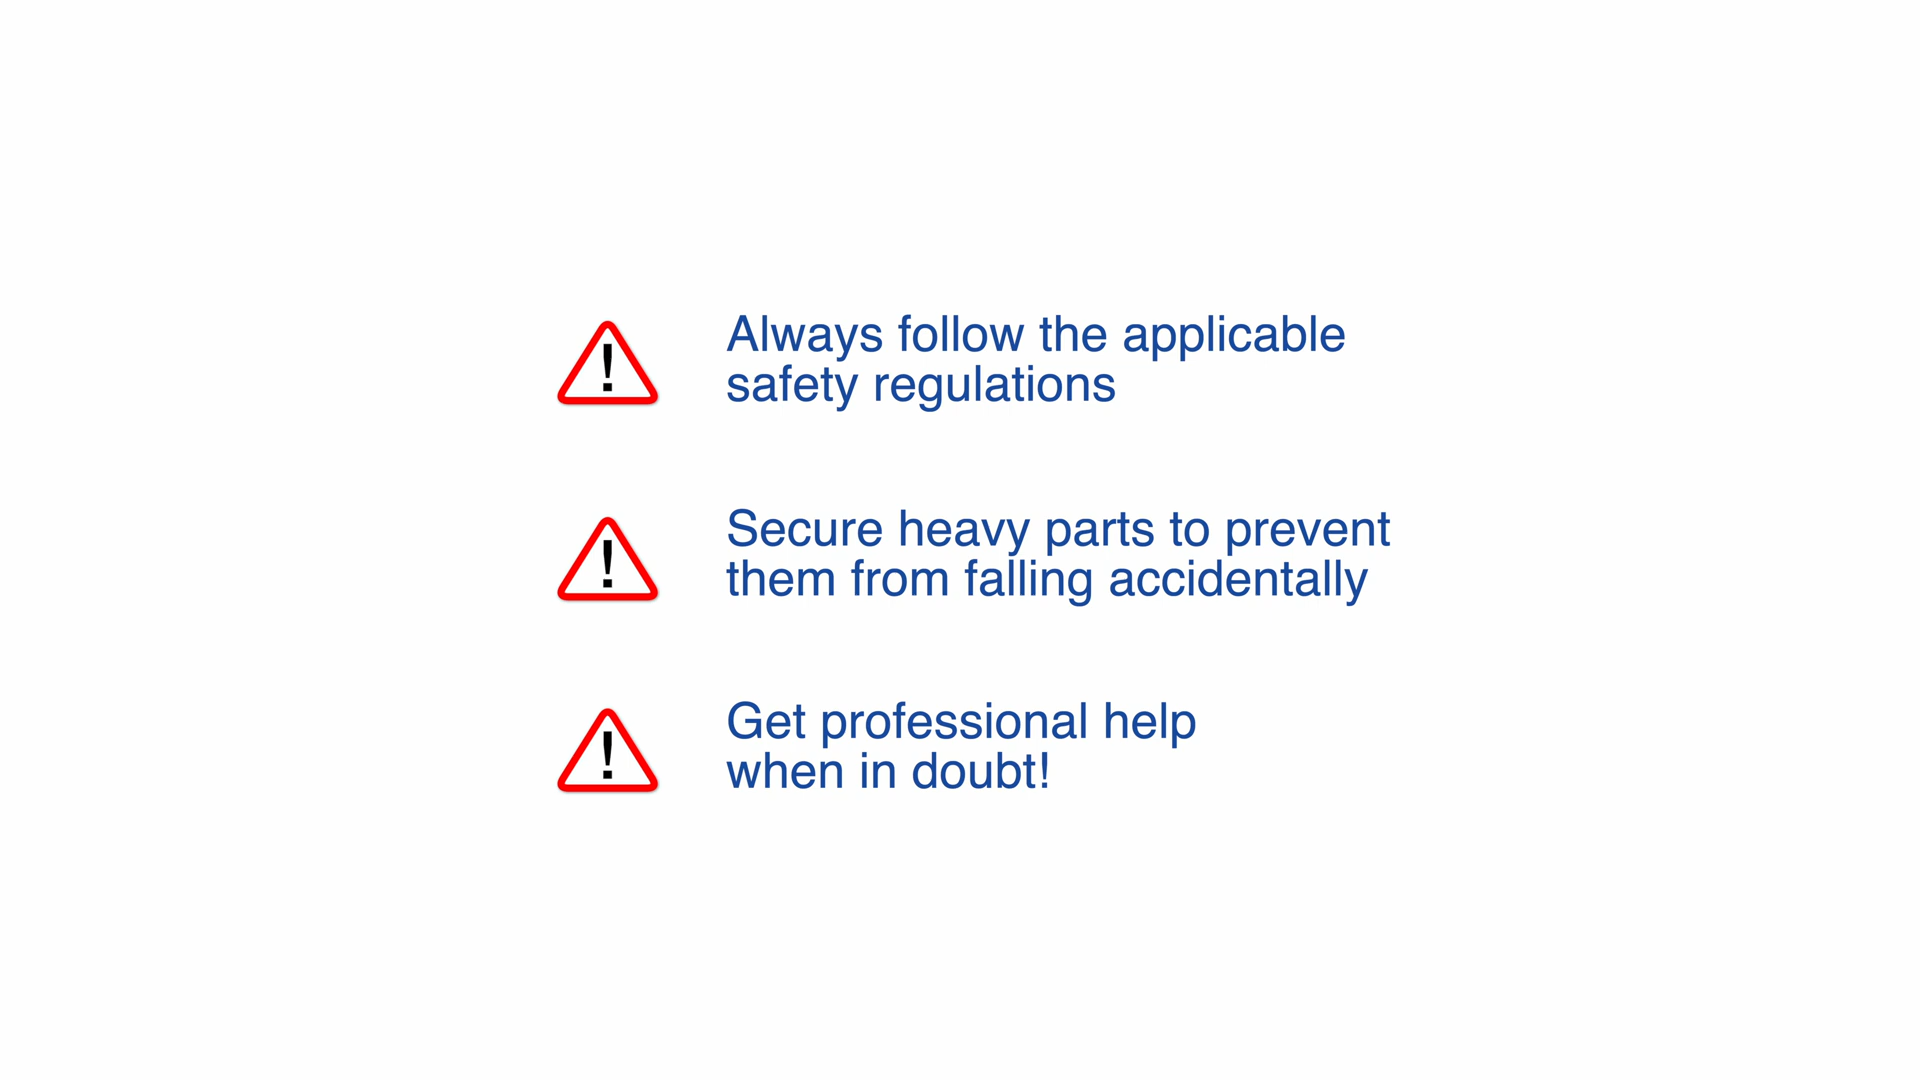 Always follow the applicable
safety regulations
Secure heavy parts to prevent
them from falling accidentally
Get professional help
when in doubt!